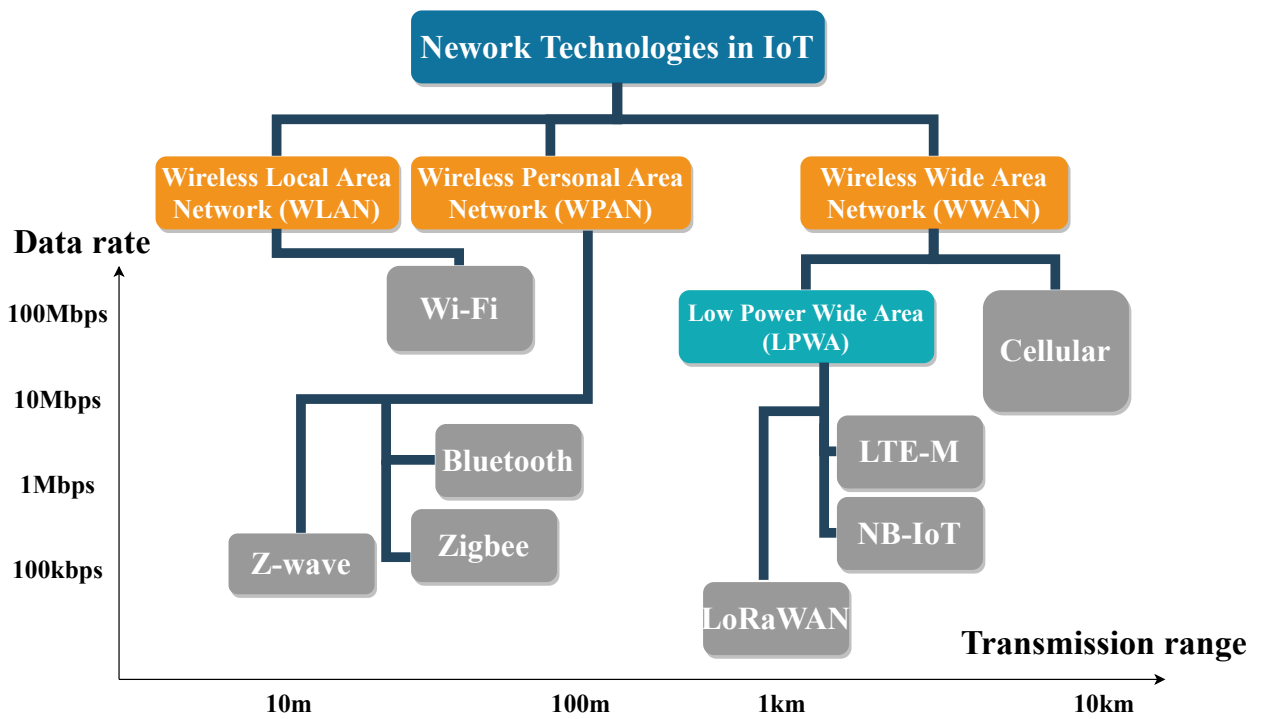 Nework Technologies in IoT
Wireless Local Area
Network (WLAN)
Wireless Personal Area
Network (WPAN)
Wireless Wide Area
Network (WWAN)
Data rate
100Mbps
10Mbps
1Mbps
100kbps
Wi-Fi
Low Power Wide Area
(LPWA)
Cellular
Bluetooth
LTE-M
Zigbee
NB-IoT
Z-wave
LoRaWAN
Transmission range
10m
100m
1km
10km